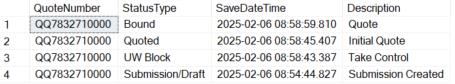 QuoteNumber StatusType SaveDateTime Description
1 QQ7832710000 Bound 2025-02-06 08:58:59.810 Quote
2 QQ7832710000 Quoted 2025-02-06 08:58:45.407 Initial Quote
3 QQ7832710000 UW Block 2025-02-06 08:58:43.387 Take Control
4 QQ7832710000 Submission/Draft 2025-02-06 08:54:44.827 Submission Created